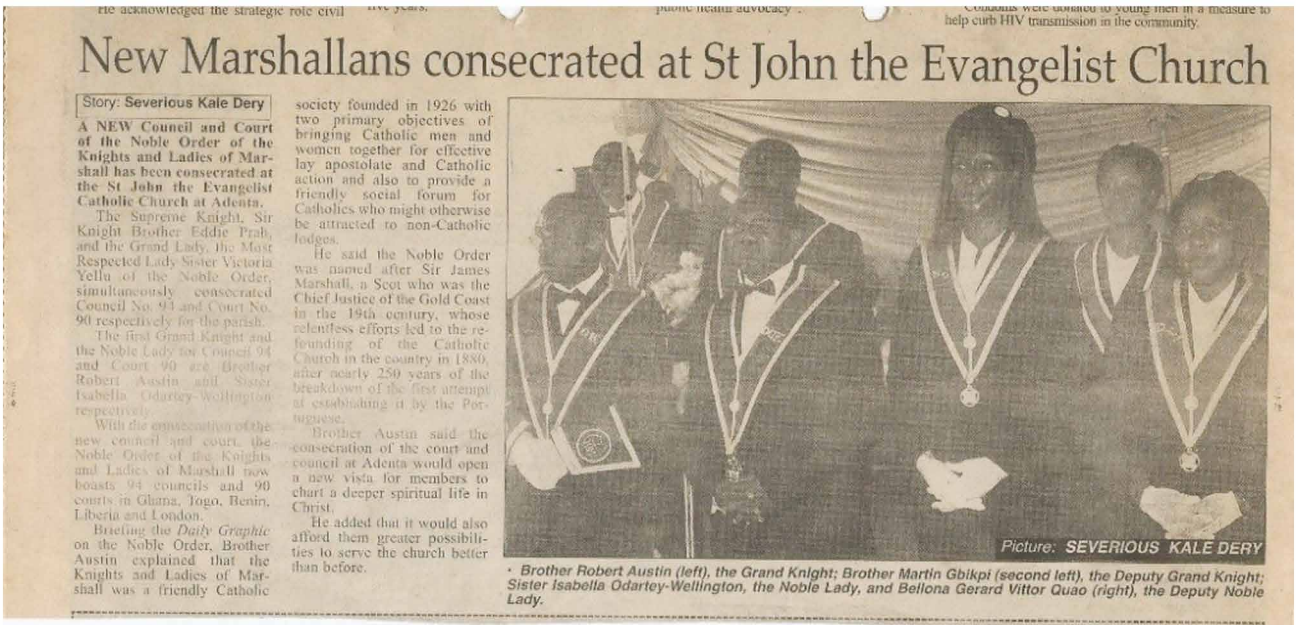 He acknowledged the strategic role civil
five years.
public health advocacy".
Condoms were donated to young men in a measure to
help curb HIV transmission in the community.
New Marshallans consecrated at St John the Evangelist Church
Story: Severious Kale Dery
A NEW Council and Court
of the Noble Order of the
Knights and Ladies of Mar-
shall has been consecrated at
the St John the Evangelist
Catholic Church at Adenta.
The Supreme Knight, Sir
Knight Brother Eddie Prah,
and the Grand Lady, the Most
Respected Lady Sister Victoria
Yellu of the Noble Order,
simultaneously consecrated
Council No. 94 and Court No.
90 respectively for the parish.
The first Grand Knight and
the Noble Lady for Council 94
and Court 90 are Brother
Robert Austin and Sister
Isabella Odartey-Wellington
respectively.
With the consecration of the
new council and court, the
Noble Order of the Knights
and Ladies of Marshall now
boasts 94 councils and 90
courts in Ghana, Togo, Benin,
Liberia and London.
Briefing the Daily Graphic
on the Noble Order, Brother
Austin explained that the
Knights and Ladies of Mar-
shall was a friendly Catholic
society founded in 1926 with
two primary objectives of
bringing Catholic men and
women together for effective
lay apostolate and Catholic
action and also to provide a
friendly social forum for
Catholics who might otherwise
be attracted to non-Catholic
lodges.
He said the Noble Order
was named after Sir James
Marshall, a Scot who was the
Chief Justice of the Gold Coast
in the 19th century, whose
relentless efforts led to the re-
founding of the Catholic
Church in the country in 1880,
after nearly 250 years of the
breakdown of the first attempt
at establishing it by the Por-
tuguese.
Brother Austin said the
consecration of the court and
council at Adenta would open
a new vista for members to
chart a deeper spiritual life in
Christ.
He added that it would also
afford them greater possibili-
ties to serve the church better
than before.
Picture: SEVERIOUS KALE DERY
• Brother Robert Austin (left), the Grand Knight; Brother Martin Gbikpi (second left), the Deputy Grand Knight;
Sister Isabella Odartey-Wellington, the Noble Lady, and Bellona Gerard Vittor Quao (right), the Deputy Noble
Lady.